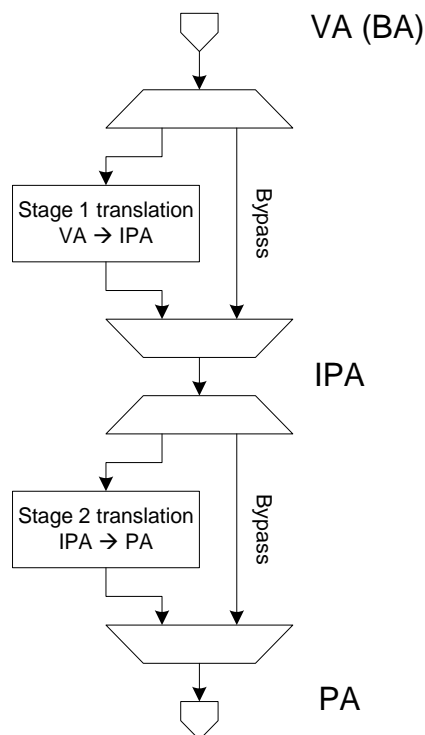 VA (BA)
Stage 1 translation
VA → IPA
Bypass
IPA
Stage 2 translation
IPA → PA
Bypass
PA